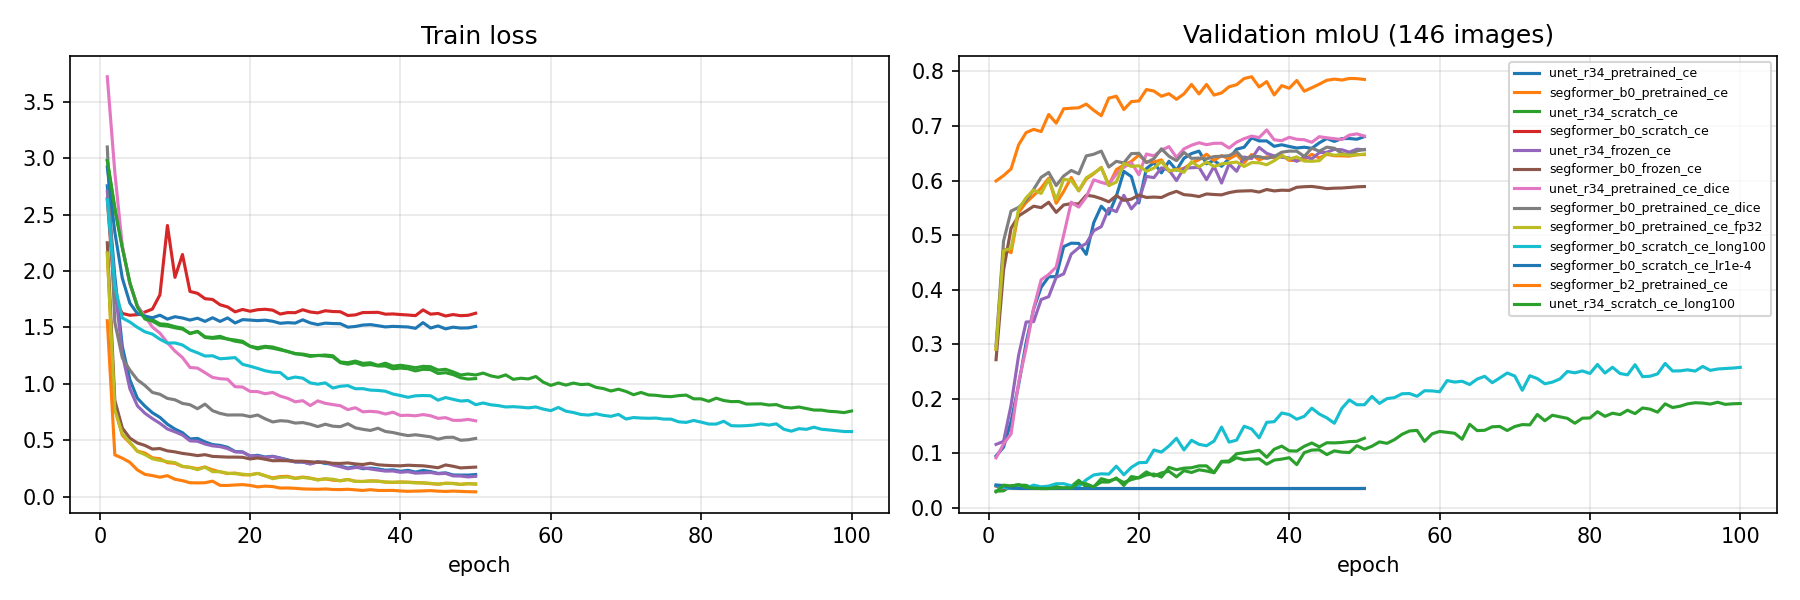 Train loss
3.5
3.0
2.5
2.0
1.5
1.0
0.5
0.0
0 20 40 60 80 100
epoch
Validation mIoU (146 images)
0.8
0.7
0.6
0.5
0.4
0.3
0.2
0.1
0.0
0 20 40 60 80 100
epoch
unet_r34_pretrained_ce
segformer_b0_pretrained_ce
unet_r34_scratch_ce
segformer_b0_scratch_ce
unet_r34_frozen_ce
segformer_b0_frozen_ce
unet_r34_pretrained_ce_dice
segformer_b0_pretrained_ce_dice
segformer_b0_pretrained_ce_fp32
segformer_b0_scratch_ce_long100
segformer_b0_scratch_ce_lr1e-4
segformer_b2_pretrained_ce
unet_r34_scratch_ce_long100